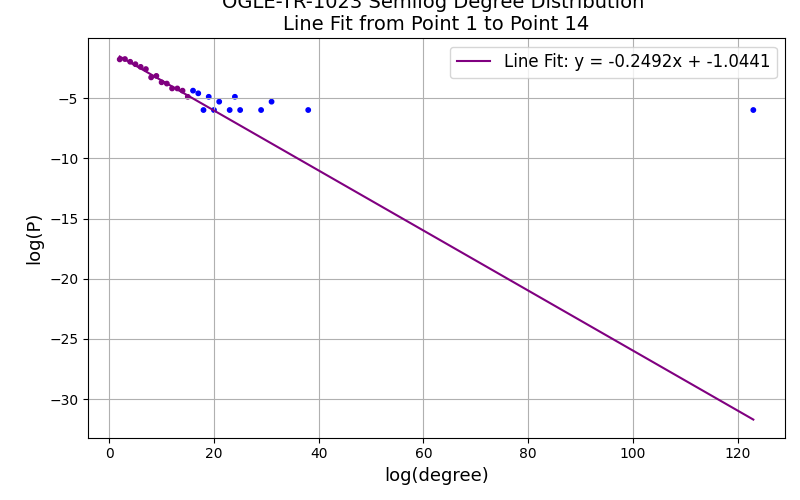 OGLE-TR-1023 Semilog Degree Distribution
Line Fit from Point 1 to Point 14
Line Fit: y = -0.2492x + -1.0441
log(P)
−5
−10
−15
−20
−25
−30
0 20 40 60 80 100 120
log(degree)